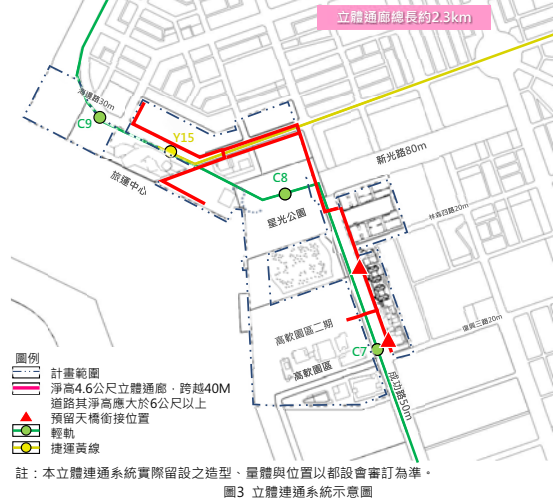 立體通廊總長約2.3km
海邊路30m
C9
Y15
新光路80m
旅運中心
C8
星光公園
林森四路20m
復興三路20m
高軟園區二期
高軟園區
C7
成功路50m
圖例
計畫範圍
淨高4.6公尺立體通廊，跨越40M
道路其淨高應大於6公尺以上
預留天橋銜接位置
輕軌
捷運黃線
註：本立體連通系統實際留設之造型、量體與位置以都設會審訂為準。
圖3 立體連通系統示意圖